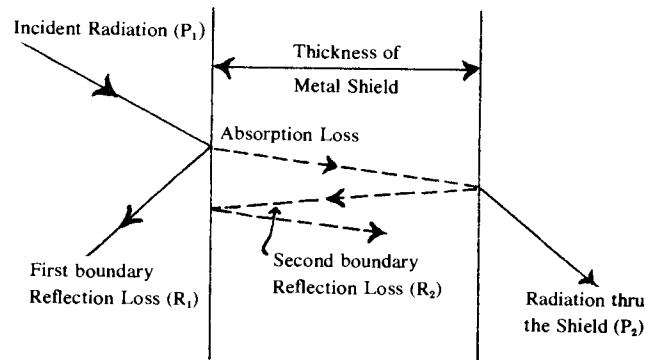 Incident Radiation (P₁)
Thickness of
Metal Shield
Absorption Loss
First boundary
Reflection Loss (R₁)
Second boundary
Reflection Loss (R₂)
Radiation thru
the Shield (P₂)